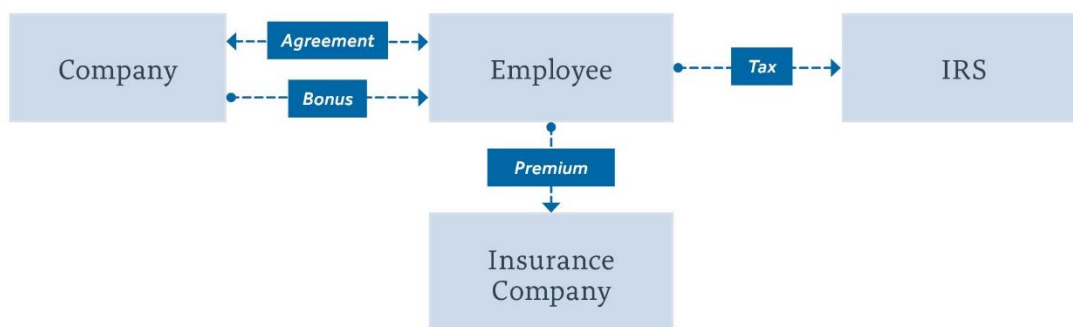 Company
Agreement
Bonus
Employee
Tax
IRS
Premium
Insurance
Company